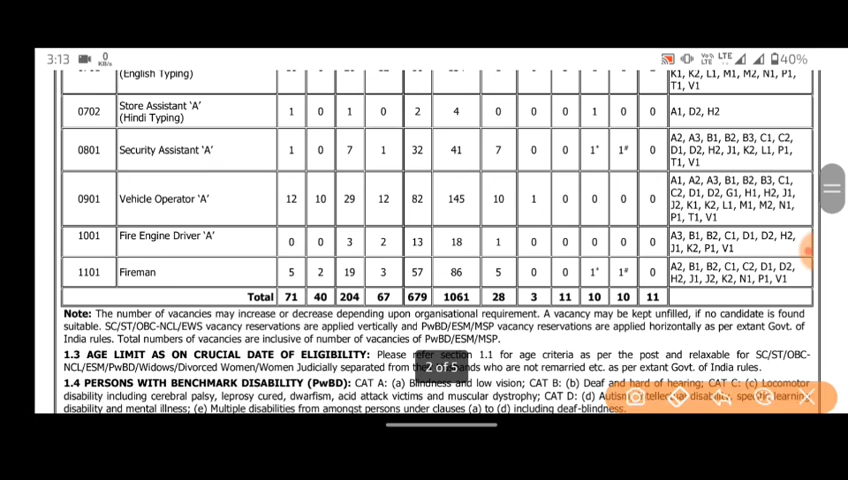 3:13 0 KB/s Vo LTE LTE 40%
(English Typing) K1, K2, L1, M1, M2, N1, P1,
T1, V1
0702 Store Assistant 'A' (Hindi Typing) 1 0 1 0 2 4 0 0 0 1 0 0 A1, D2, H2
0801 Security Assistant 'A' 1 0 7 1 32 41 7 0 0 1* 1# 0 A2, A3, B1, B2, B3, C1, C2,
D1, D2, H2, J1, K2, L1, P1,
T1, V1
0901 Vehicle Operator 'A' 12 10 29 12 82 145 10 1 0 0 0 0 A1, A2, A3, B1, B2, B3, C1,
C2, D1, D2, G1, H1, H2, J1,
J2, K1, K2, L1, M1, M2, N1,
P1, T1, V1
1001 Fire Engine Driver 'A' 0 0 3 2 13 18 1 0 0 0 0 0 A3, B1, B2, C1, D1, D2, H2,
J1, K2, P1, V1
1101 Fireman 5 2 19 3 57 86 5 0 0 1* 1# 0 A2, B1, B2, C1, C2, D1, D2,
H2, J1, J2, K2, N1, P1, V1
Total 71 40 204 67 679 1061 28 3 11 10 10 11
Note: The number of vacancies may increase or decrease depending upon organisational requirement. A vacancy may be kept unfilled, if no candidate is found
suitable. SC/ST/OBC-NCL/EWS vacancy reservations are applied vertically and PwBD/ESM/MSP vacancy reservations are applied horizontally as per extant Govt. of
India rules. Total numbers of vacancies are inclusive of number of vacancies of PwBD/ESM/MSP.
1.3 AGE LIMIT AS ON CRUCIAL DATE OF ELIGIBILITY: Please refer section 1.1 for age criteria as per the post and relaxable for SC/ST/OBC-
NCL/ESM/PwBD/Widows/Divorced Women/Women Judicially separated from who are not remarried etc. as per extant Govt. of India rules.
2 of 5
1.4 PERSONS WITH BENCHMARK DISABILITY (PwBD): CAT A: (a) Blindness and low vision; CAT B: (b) Deaf and hard of hearing; CAT C: (c) Locomotor
disability including cerebral palsy, leprosy cured, dwarfism, acid attack victims and muscular dystrophy; CAT D: (d) Autism, intellectual disability, specific learning
disability and mental illness; (e) Multiple disabilities from amongst persons under clauses (a) to (d) including deaf-blindness.